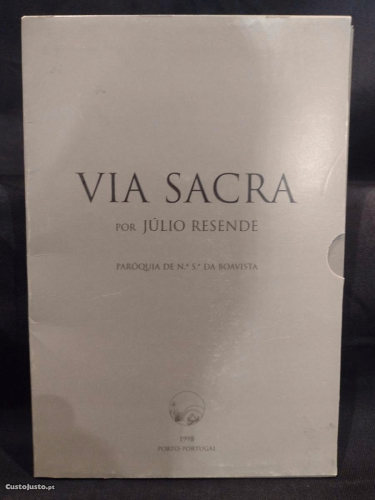 VIA SACRA
POR JÚLIO RESENDE
PARÓQUIA DE N.ª S.ª DA BOAVISTA
1998
PORTO-PORTUGAL
CustoJusto.pt